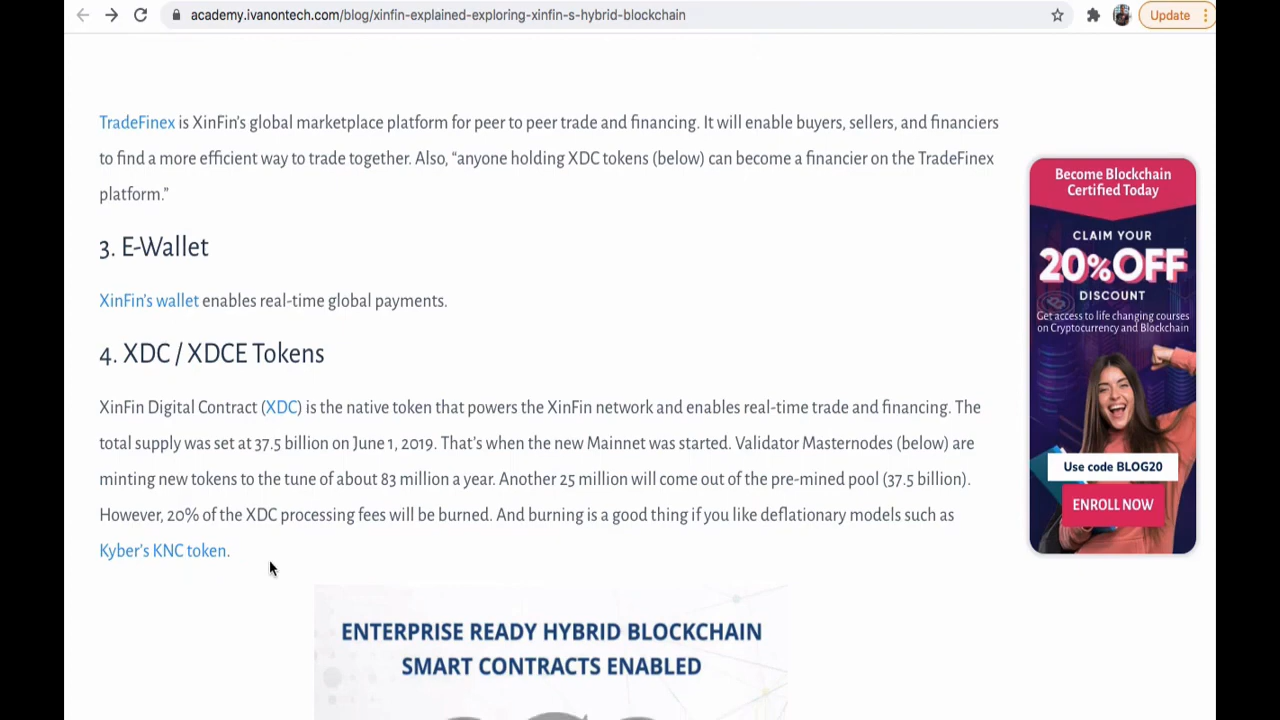 academy.ivanontech.com/blog/xinfin-explained-exploring-xinfin-s-hybrid-blockchain
Update
TradeFinex is XinFin's global marketplace platform for peer to peer trade and financing. It will enable buyers, sellers, and financiers
to find a more efficient way to trade together. Also, “anyone holding XDC tokens (below) can become a financier on the TradeFinex
platform.”
3. E-Wallet
XinFin's wallet enables real-time global payments.
4. XDC / XDCE Tokens
XinFin Digital Contract (XDC) is the native token that powers the XinFin network and enables real-time trade and financing. The
total supply was set at 37.5 billion on June 1, 2019. That's when the new Mainnet was started. Validator Masternodes (below) are
minting new tokens to the tune of about 83 million a year. Another 25 million will come out of the pre-mined pool (37.5 billion).
However, 20% of the XDC processing fees will be burned. And burning is a good thing if you like deflationary models such as
Kyber's KNC token.
ENTERPRISE READY HYBRID BLOCKCHAIN
SMART CONTRACTS ENABLED
Become Blockchain
Certified Today
CLAIM YOUR
20%OFF
DISCOUNT
Get access to life changing courses
on Cryptocurrency and Blockchain
Use code BLOG20
ENROLL NOW